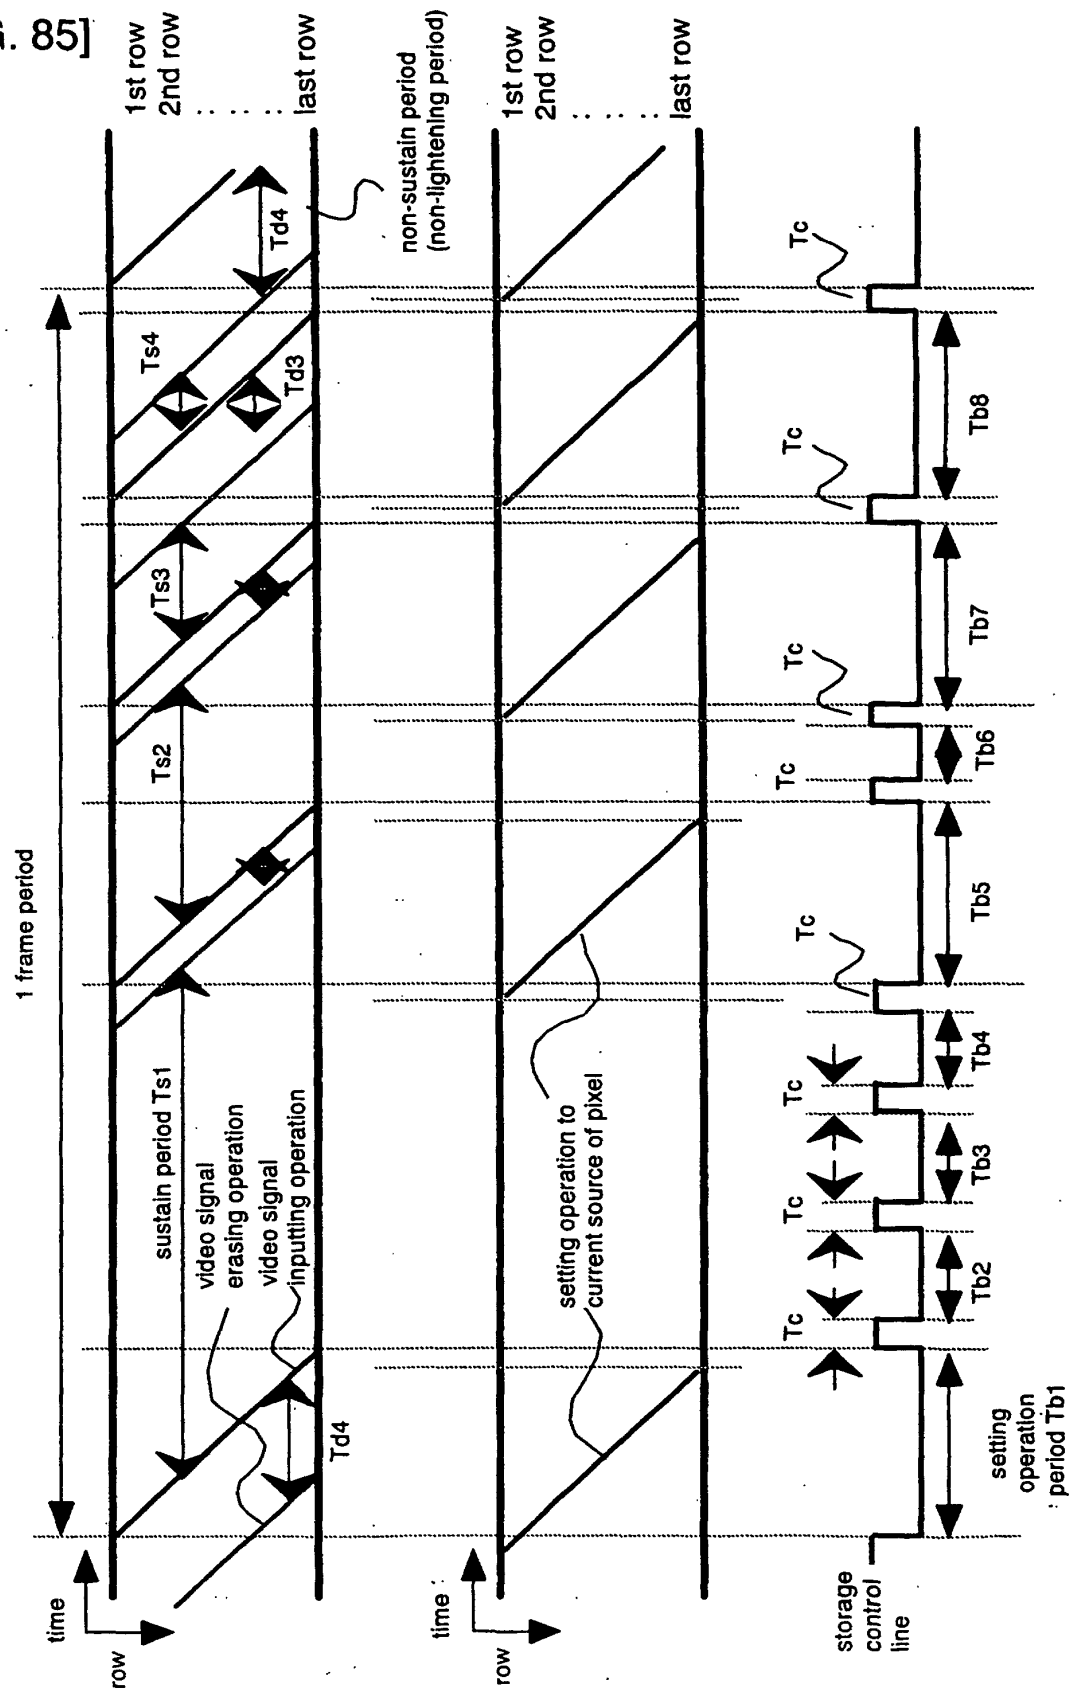 . 85]
1 frame period
time
row
sustain period Ts1
video signal
erasing operation
video signal
inputting operation
Td4
Ts2
Ts3
Ts4
Td3
Td4
1st row
2nd row
last row
non-sustain period
(non-lightening period)
time
row
setting operation to
current source of pixel
1st row
2nd row
last row
storage
control
line
Tc
Tc
Tc
Tc
Tc
Tc
Tc
Tc
setting
operation
period Tb1
Tb2
Tb3
Tb4
Tb5
Tb6
Tb7
Tb8